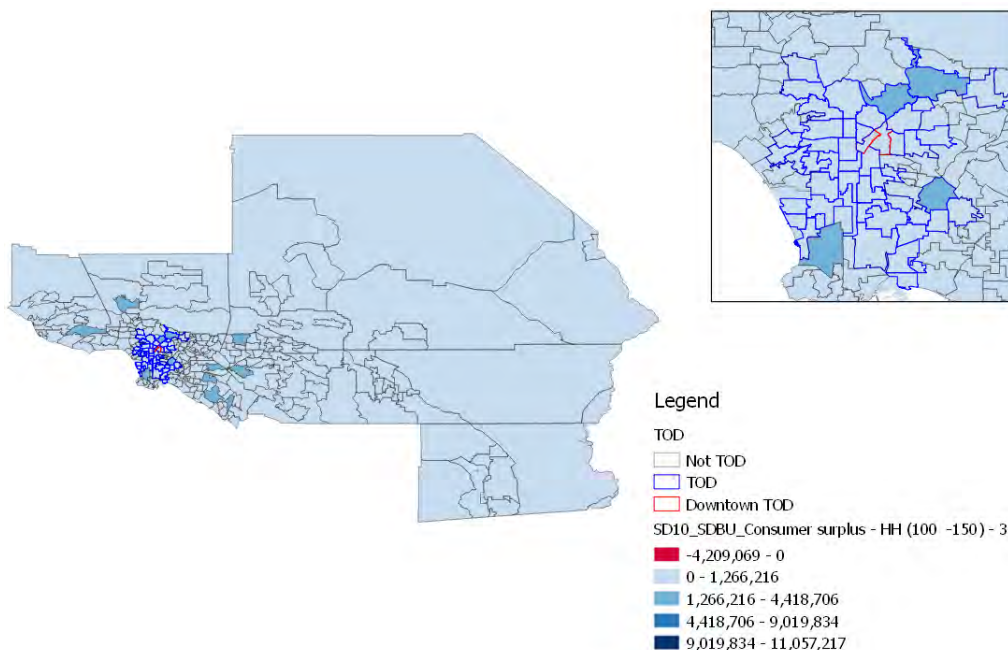 Legend
TOD
Not TOD
TOD
Downtown TOD
SD10_SDBU_Consumer surplus - HH (100 -150) - 3
-4,209,069 - 0
0 - 1,266,216
1,266,216 - 4,418,706
4,418,706 - 9,019,834
9,019,834 - 11,057,217